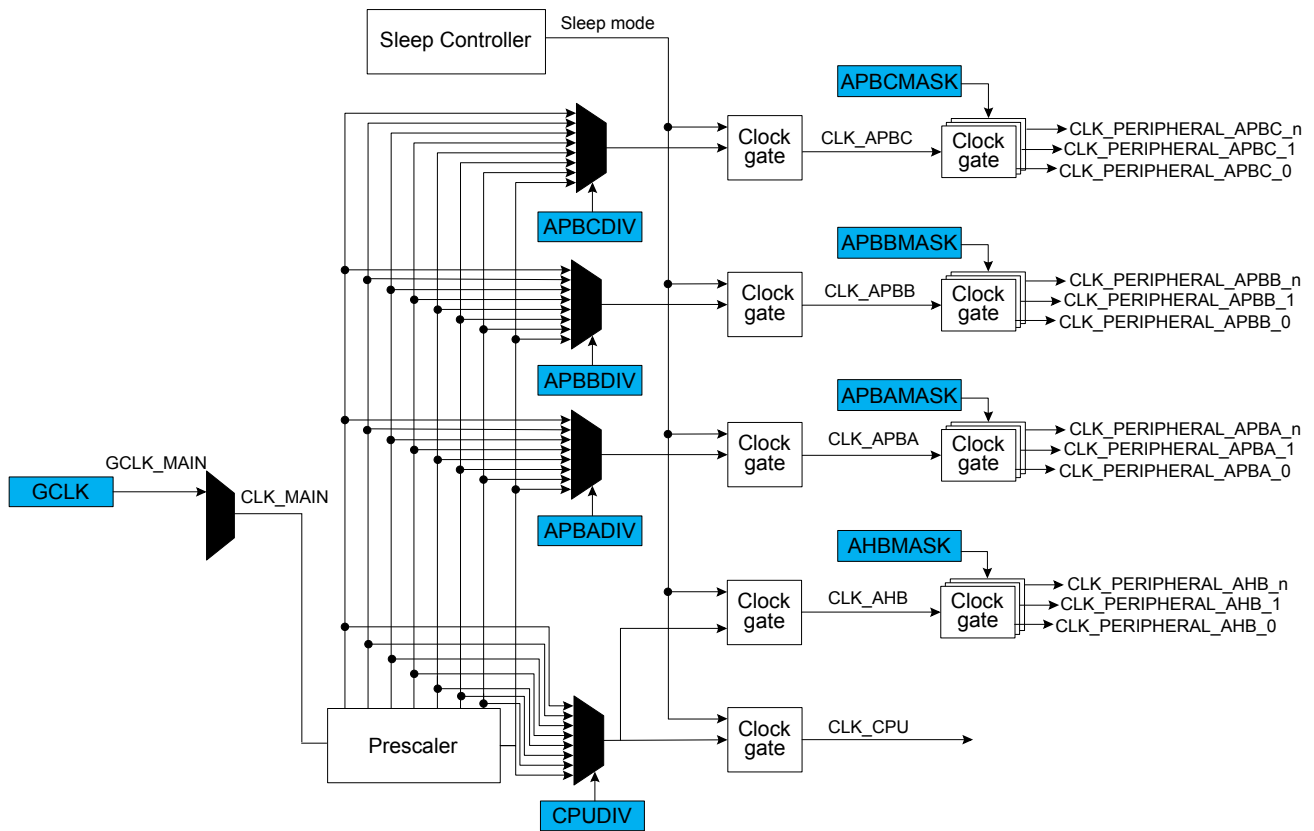 Sleep mode
Sleep Controller
APBCMASK
Clock
gate
CLK_APBC
Clock
gate
CLK_PERIPHERAL_APBC_n
CLK_PERIPHERAL_APBC_1
CLK_PERIPHERAL_APBC_0
APBCDIV
APBBMASK
Clock
gate
CLK_APBB
Clock
gate
CLK_PERIPHERAL_APBB_n
CLK_PERIPHERAL_APBB_1
CLK_PERIPHERAL_APBB_0
APBBDIV
APBAMASK
Clock
gate
CLK_APBA
Clock
gate
CLK_PERIPHERAL_APBA_n
CLK_PERIPHERAL_APBA_1
CLK_PERIPHERAL_APBA_0
GCLK_MAIN
GCLK
CLK_MAIN
APBADIV
AHBMASK
Clock
gate
CLK_AHB
Clock
gate
CLK_PERIPHERAL_AHB_n
CLK_PERIPHERAL_AHB_1
CLK_PERIPHERAL_AHB_0
Prescaler
Clock
gate
CLK_CPU
CPUDIV